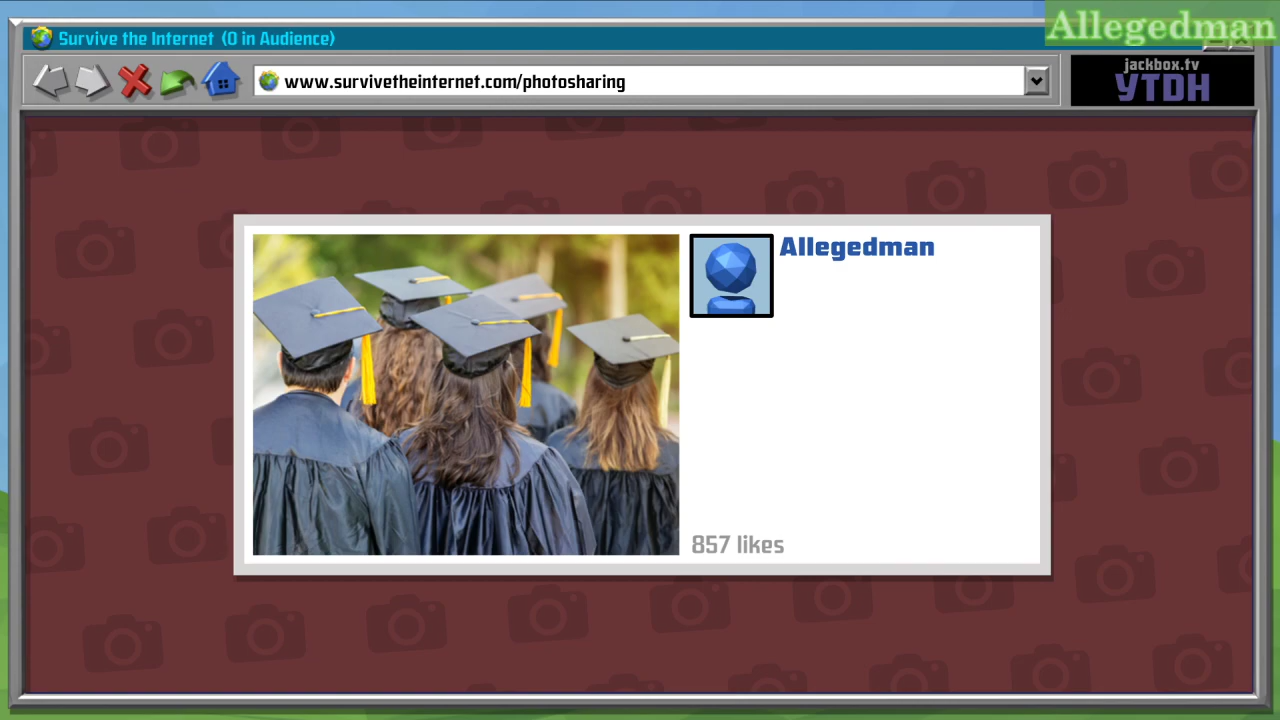 Allegedman
Survive the Internet (0 in Audience)
www.survivetheinternet.com/photosharing
jackbox.tv
YTDH
Allegedman
857 likes